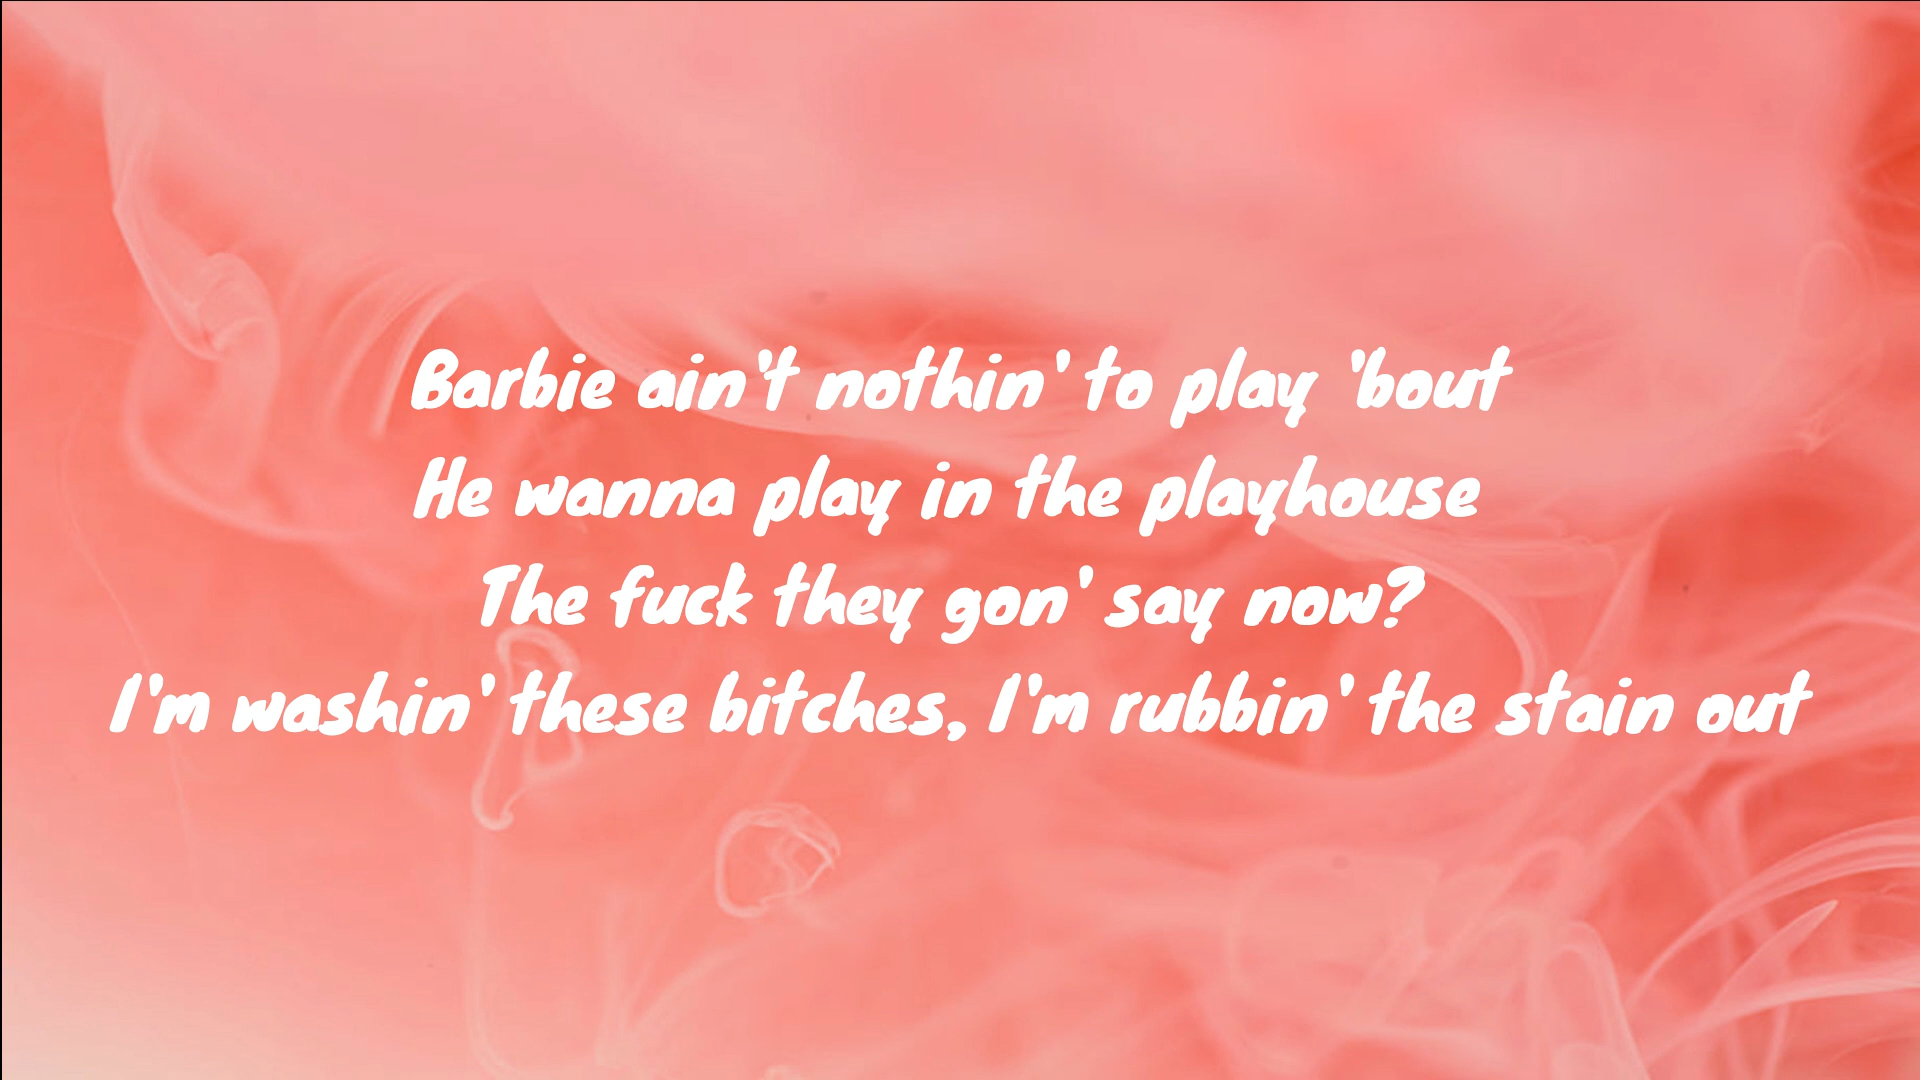 Barbie ain't nothin' to play 'bout
He wanna play in the playhouse
The fuck they gon' say now?
I'm washin' these bitches, I'm rubbin' the stain out